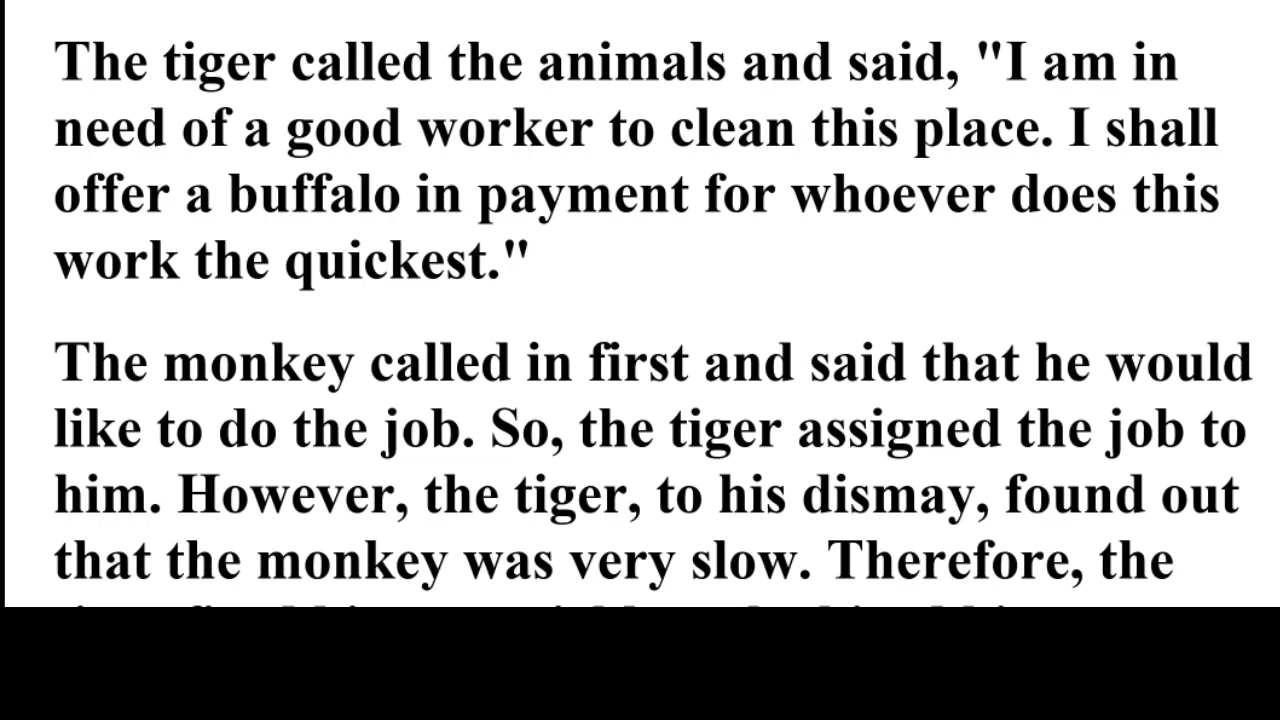 The tiger called the animals and said, "I am in
need of a good worker to clean this place. I shall
offer a buffalo in payment for whoever does this
work the quickest."
The monkey called in first and said that he would
like to do the job. So, the tiger assigned the job to
him. However, the tiger, to his dismay, found out
that the monkey was very slow. Therefore, the